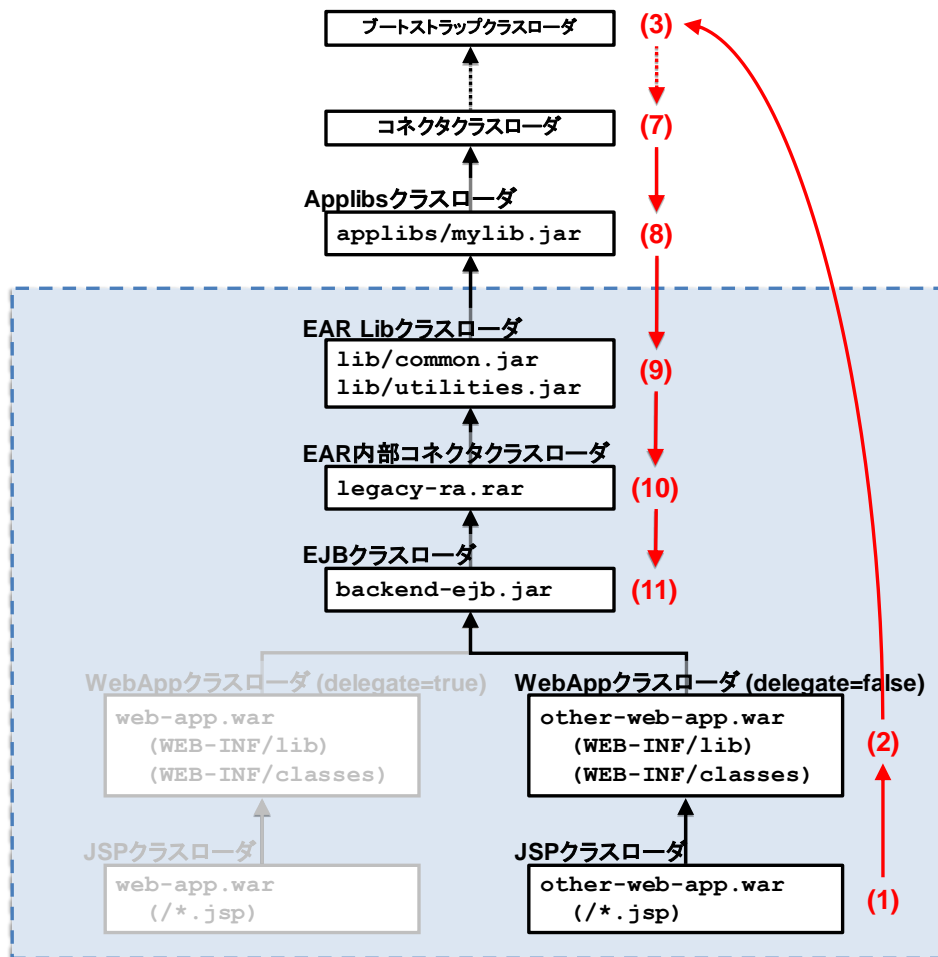 ブートストラップクラスローダ
(3)
コネクタクラスローダ
(7)
Applibsクラスローダ
applibs/mylib.jar
(8)
EAR Libクラスローダ
lib/common.jar
lib/utilities.jar
(9)
EAR内部コネクタクラスローダ
legacy-ra.rar
(10)
EJBクラスローダ
backend-ejb.jar
(11)
WebAppクラスローダ (delegate=true)
web-app.war
(WEB-INF/lib)
(WEB-INF/classes)
WebAppクラスローダ (delegate=false)
other-web-app.war
(WEB-INF/lib)
(WEB-INF/classes)
(2)
JSPクラスローダ
web-app.war
(/*.jsp)
JSPクラスローダ
other-web-app.war
(/*.jsp)
(1)